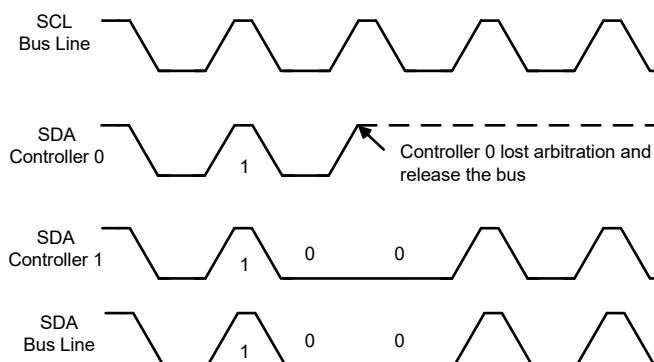 SCL
Bus Line
SDA
Controller 0
1
Controller 0 lost arbitration and
release the bus
SDA
Controller 1
1
0
0
SDA
Bus Line
1
0
0